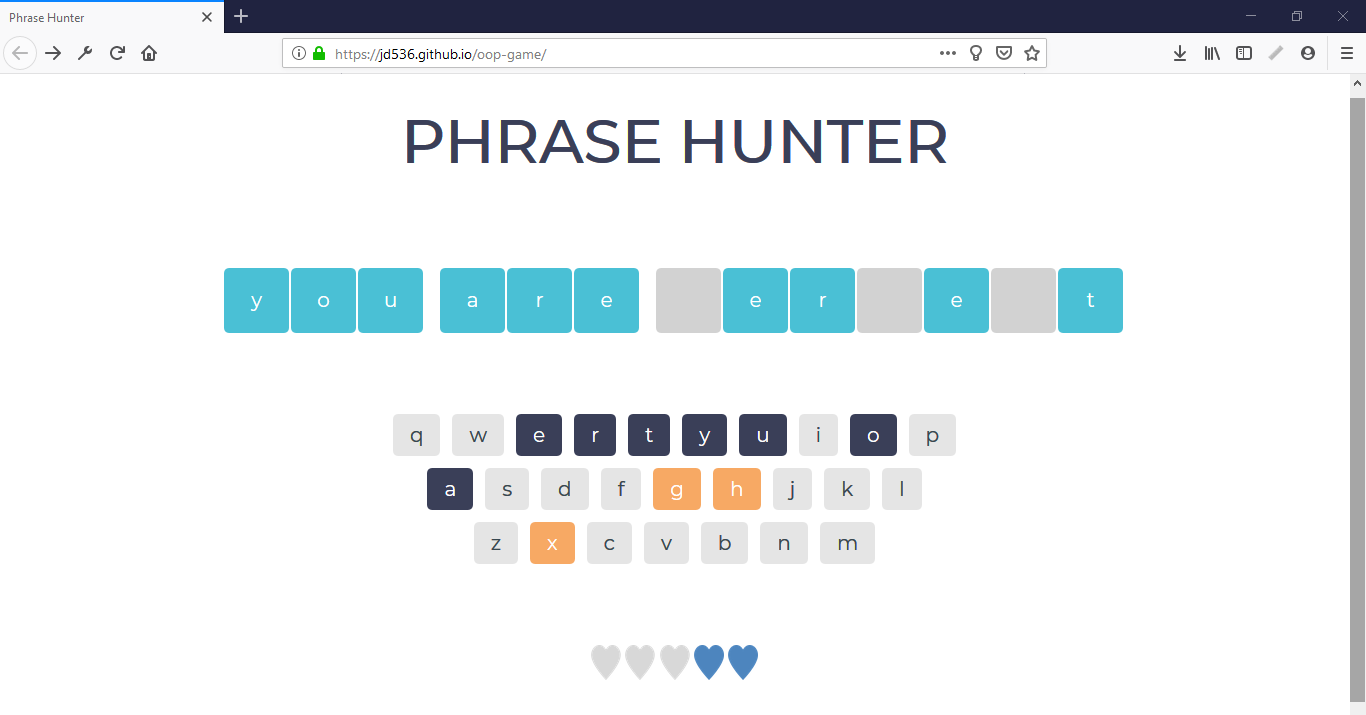 Phrase Hunter
https://jd536.github.io/oop-game/
PHRASE HUNTER
y o u a r e e r e t
q w e r t y u i o p
a s d f g h j k l
z x c v b n m